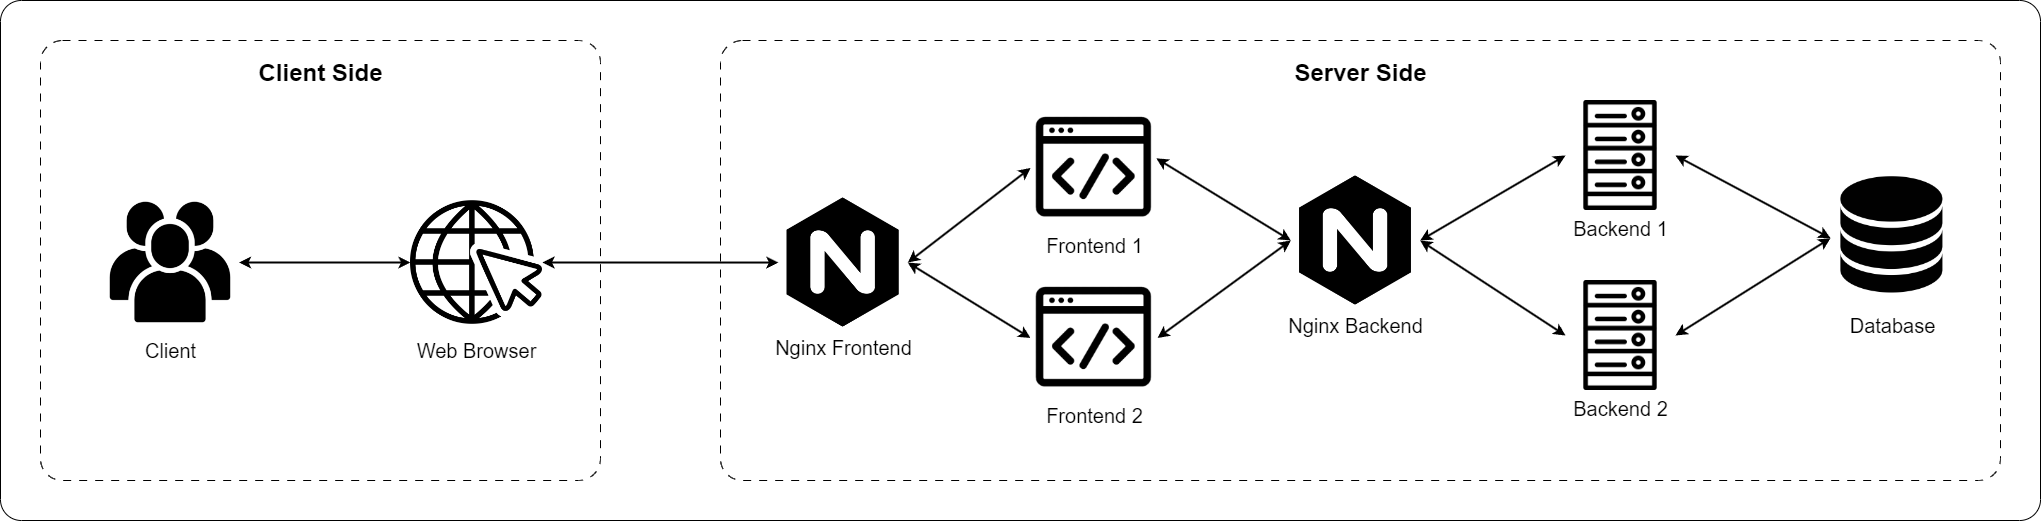 Client Side
Server Side
Client
Web Browser
Nginx Frontend
Frontend 1
Frontend 2
Nginx Backend
Backend 1
Backend 2
Database